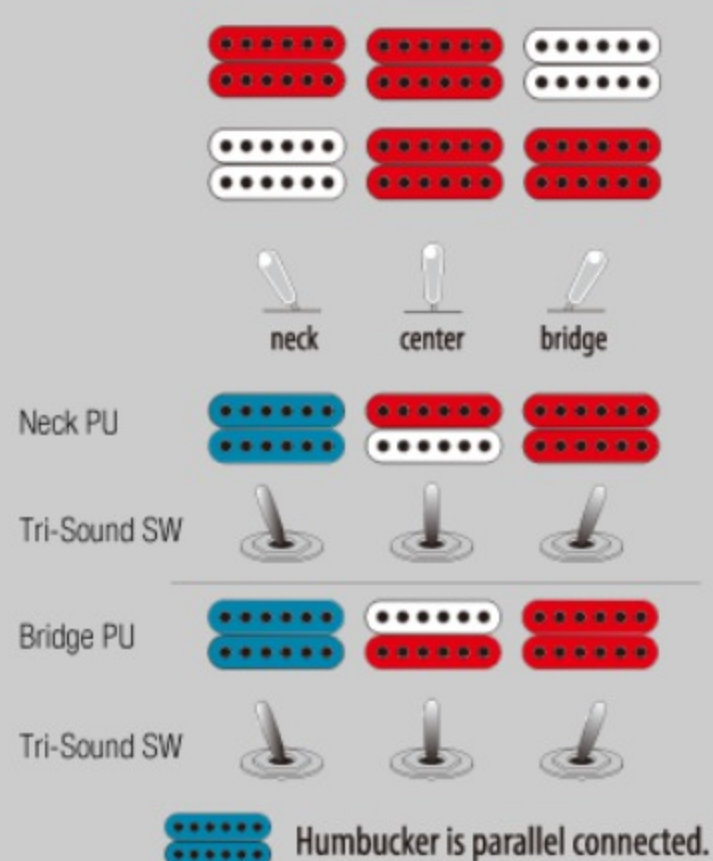 neck center bridge
Neck PU
Tri-Sound SW
Bridge PU
Tri-Sound SW
Humbucker is parallel connected.